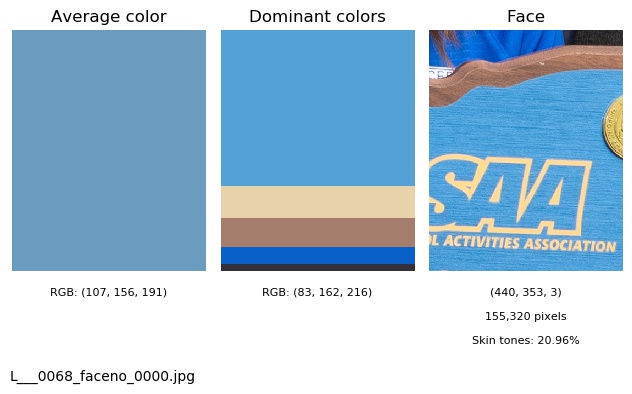 Average color
Dominant colors
Face
SAA
OL ACTIVITIES ASSOCIATION
RGB: (107, 156, 191)
RGB: (83, 162, 216)
(440, 353, 3)
155,320 pixels
Skin tones: 20.96%
L___0068_faceno_0000.jpg